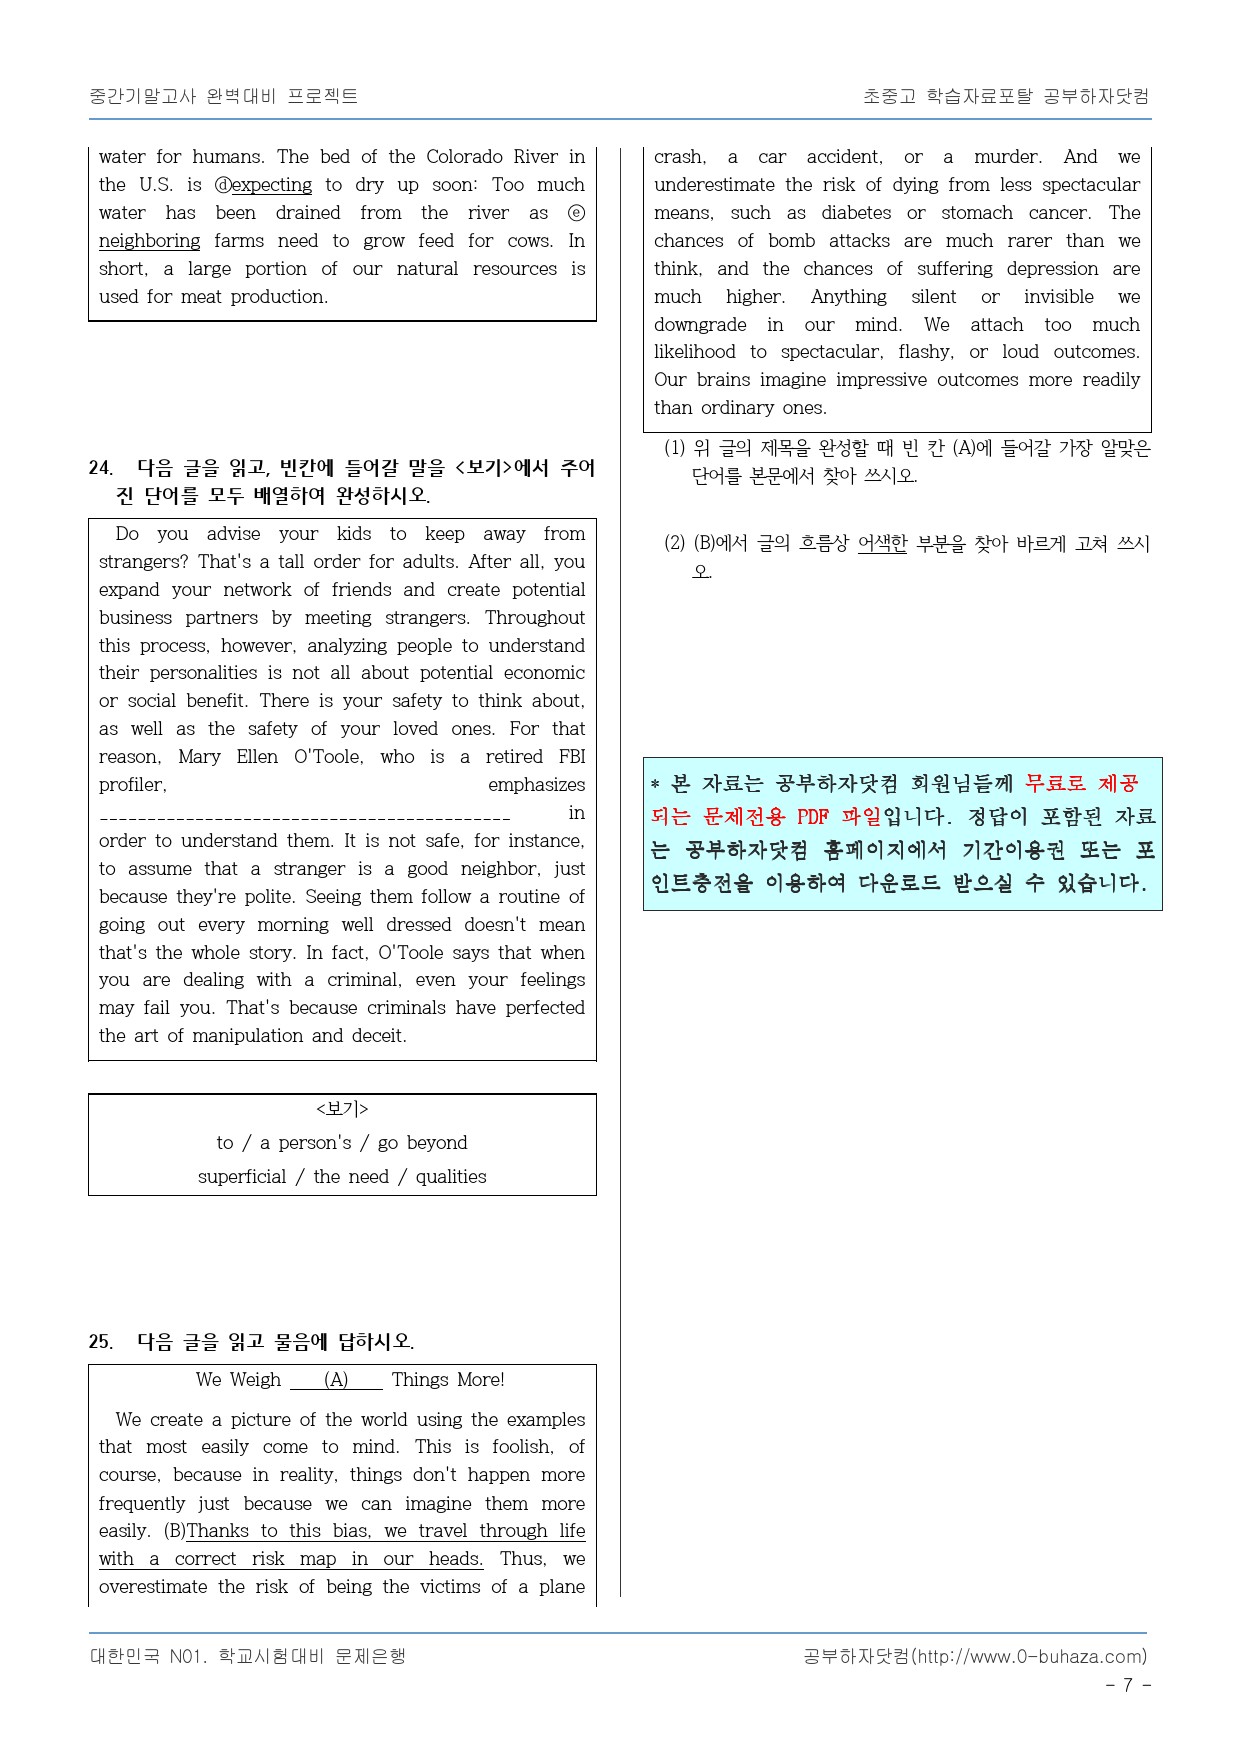 중간기말고사 완벽대비 프로젝트
초중고 학습자료포탈 공부하자닷컴
water for humans. The bed of the Colorado River in
the U.S. is ⓓexpecting to dry up soon: Too much
water has been drained from the river as ⓔ
neighboring farms need to grow feed for cows. In
short, a large portion of our natural resources is
used for meat production.
24. 다음 글을 읽고, 빈칸에 들어갈 말을 <보기>에서 주어
진 단어를 모두 배열하여 완성하시오.
Do you advise your kids to keep away from
strangers? That's a tall order for adults. After all, you
expand your network of friends and create potential
business partners by meeting strangers. Throughout
this process, however, analyzing people to understand
their personalities is not all about potential economic
or social benefit. There is your safety to think about,
as well as the safety of your loved ones. For that
reason, Mary Ellen O'Toole, who is a retired FBI
profiler, emphasizes
___________________________________________ in
order to understand them. It is not safe, for instance,
to assume that a stranger is a good neighbor, just
because they're polite. Seeing them follow a routine of
going out every morning well dressed doesn't mean
that's the whole story. In fact, O'Toole says that when
you are dealing with a criminal, even your feelings
may fail you. That's because criminals have perfected
the art of manipulation and deceit.
<보기>
to / a person's / go beyond
superficial / the need / qualities
25. 다음 글을 읽고 물음에 답하시오.
We Weigh (A) Things More!
We create a picture of the world using the examples
that most easily come to mind. This is foolish, of
course, because in reality, things don't happen more
frequently just because we can imagine them more
easily. (B)Thanks to this bias, we travel through life
with a correct risk map in our heads. Thus, we
overestimate the risk of being the victims of a plane
crash, a car accident, or a murder. And we
underestimate the risk of dying from less spectacular
means, such as diabetes or stomach cancer. The
chances of bomb attacks are much rarer than we
think, and the chances of suffering depression are
much higher. Anything silent or invisible we
downgrade in our mind. We attach too much
likelihood to spectacular, flashy, or loud outcomes.
Our brains imagine impressive outcomes more readily
than ordinary ones.
(1) 위 글의 제목을 완성할 때 빈 칸 (A)에 들어갈 가장 알맞은
단어를 본문에서 찾아 쓰시오.
(2) (B)에서 글의 흐름상 어색한 부분을 찾아 바르게 고쳐 쓰시
오.
* 본 자료는 공부하자닷컴 회원님들께 무료로 제공
되는 문제전용 PDF 파일입니다. 정답이 포함된 자료
는 공부하자닷컴 홈페이지에서 기간이용권 또는 포
인트충전을 이용하여 다운로드 받으실 수 있습니다.
대한민국 N01. 학교시험대비 문제은행
공부하자닷컴(http://www.0-buhaza.com)
- 7 -